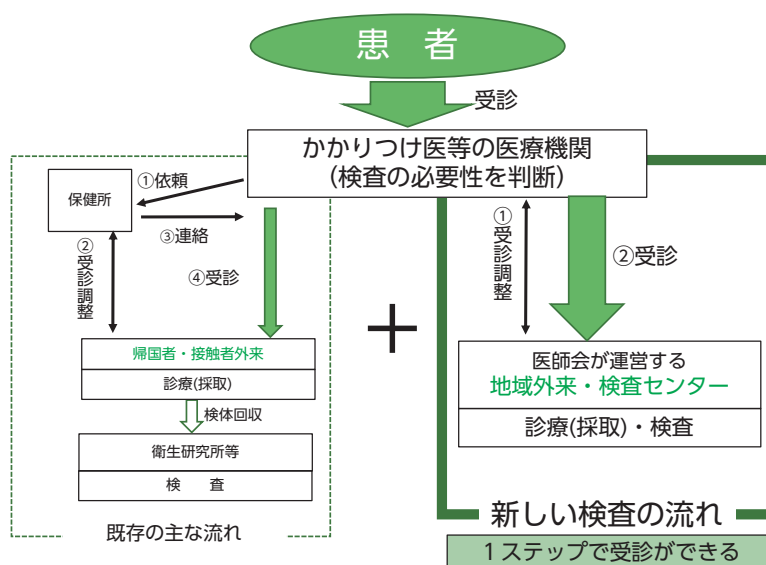 患　者
受診
かかりつけ医等の医療機関
(検査の必要性を判断)
保健所
①依頼
③連絡
②受診調整
④受診
帰国者・接触者外来
診療(採取)
検体回収
衛生研究所等
検　　査
既存の主な流れ
＋
①受診調整
②受診
医師会が運営する
地域外来・検査センター
診療(採取)・検査
新しい検査の流れ
1ステップで受診ができる